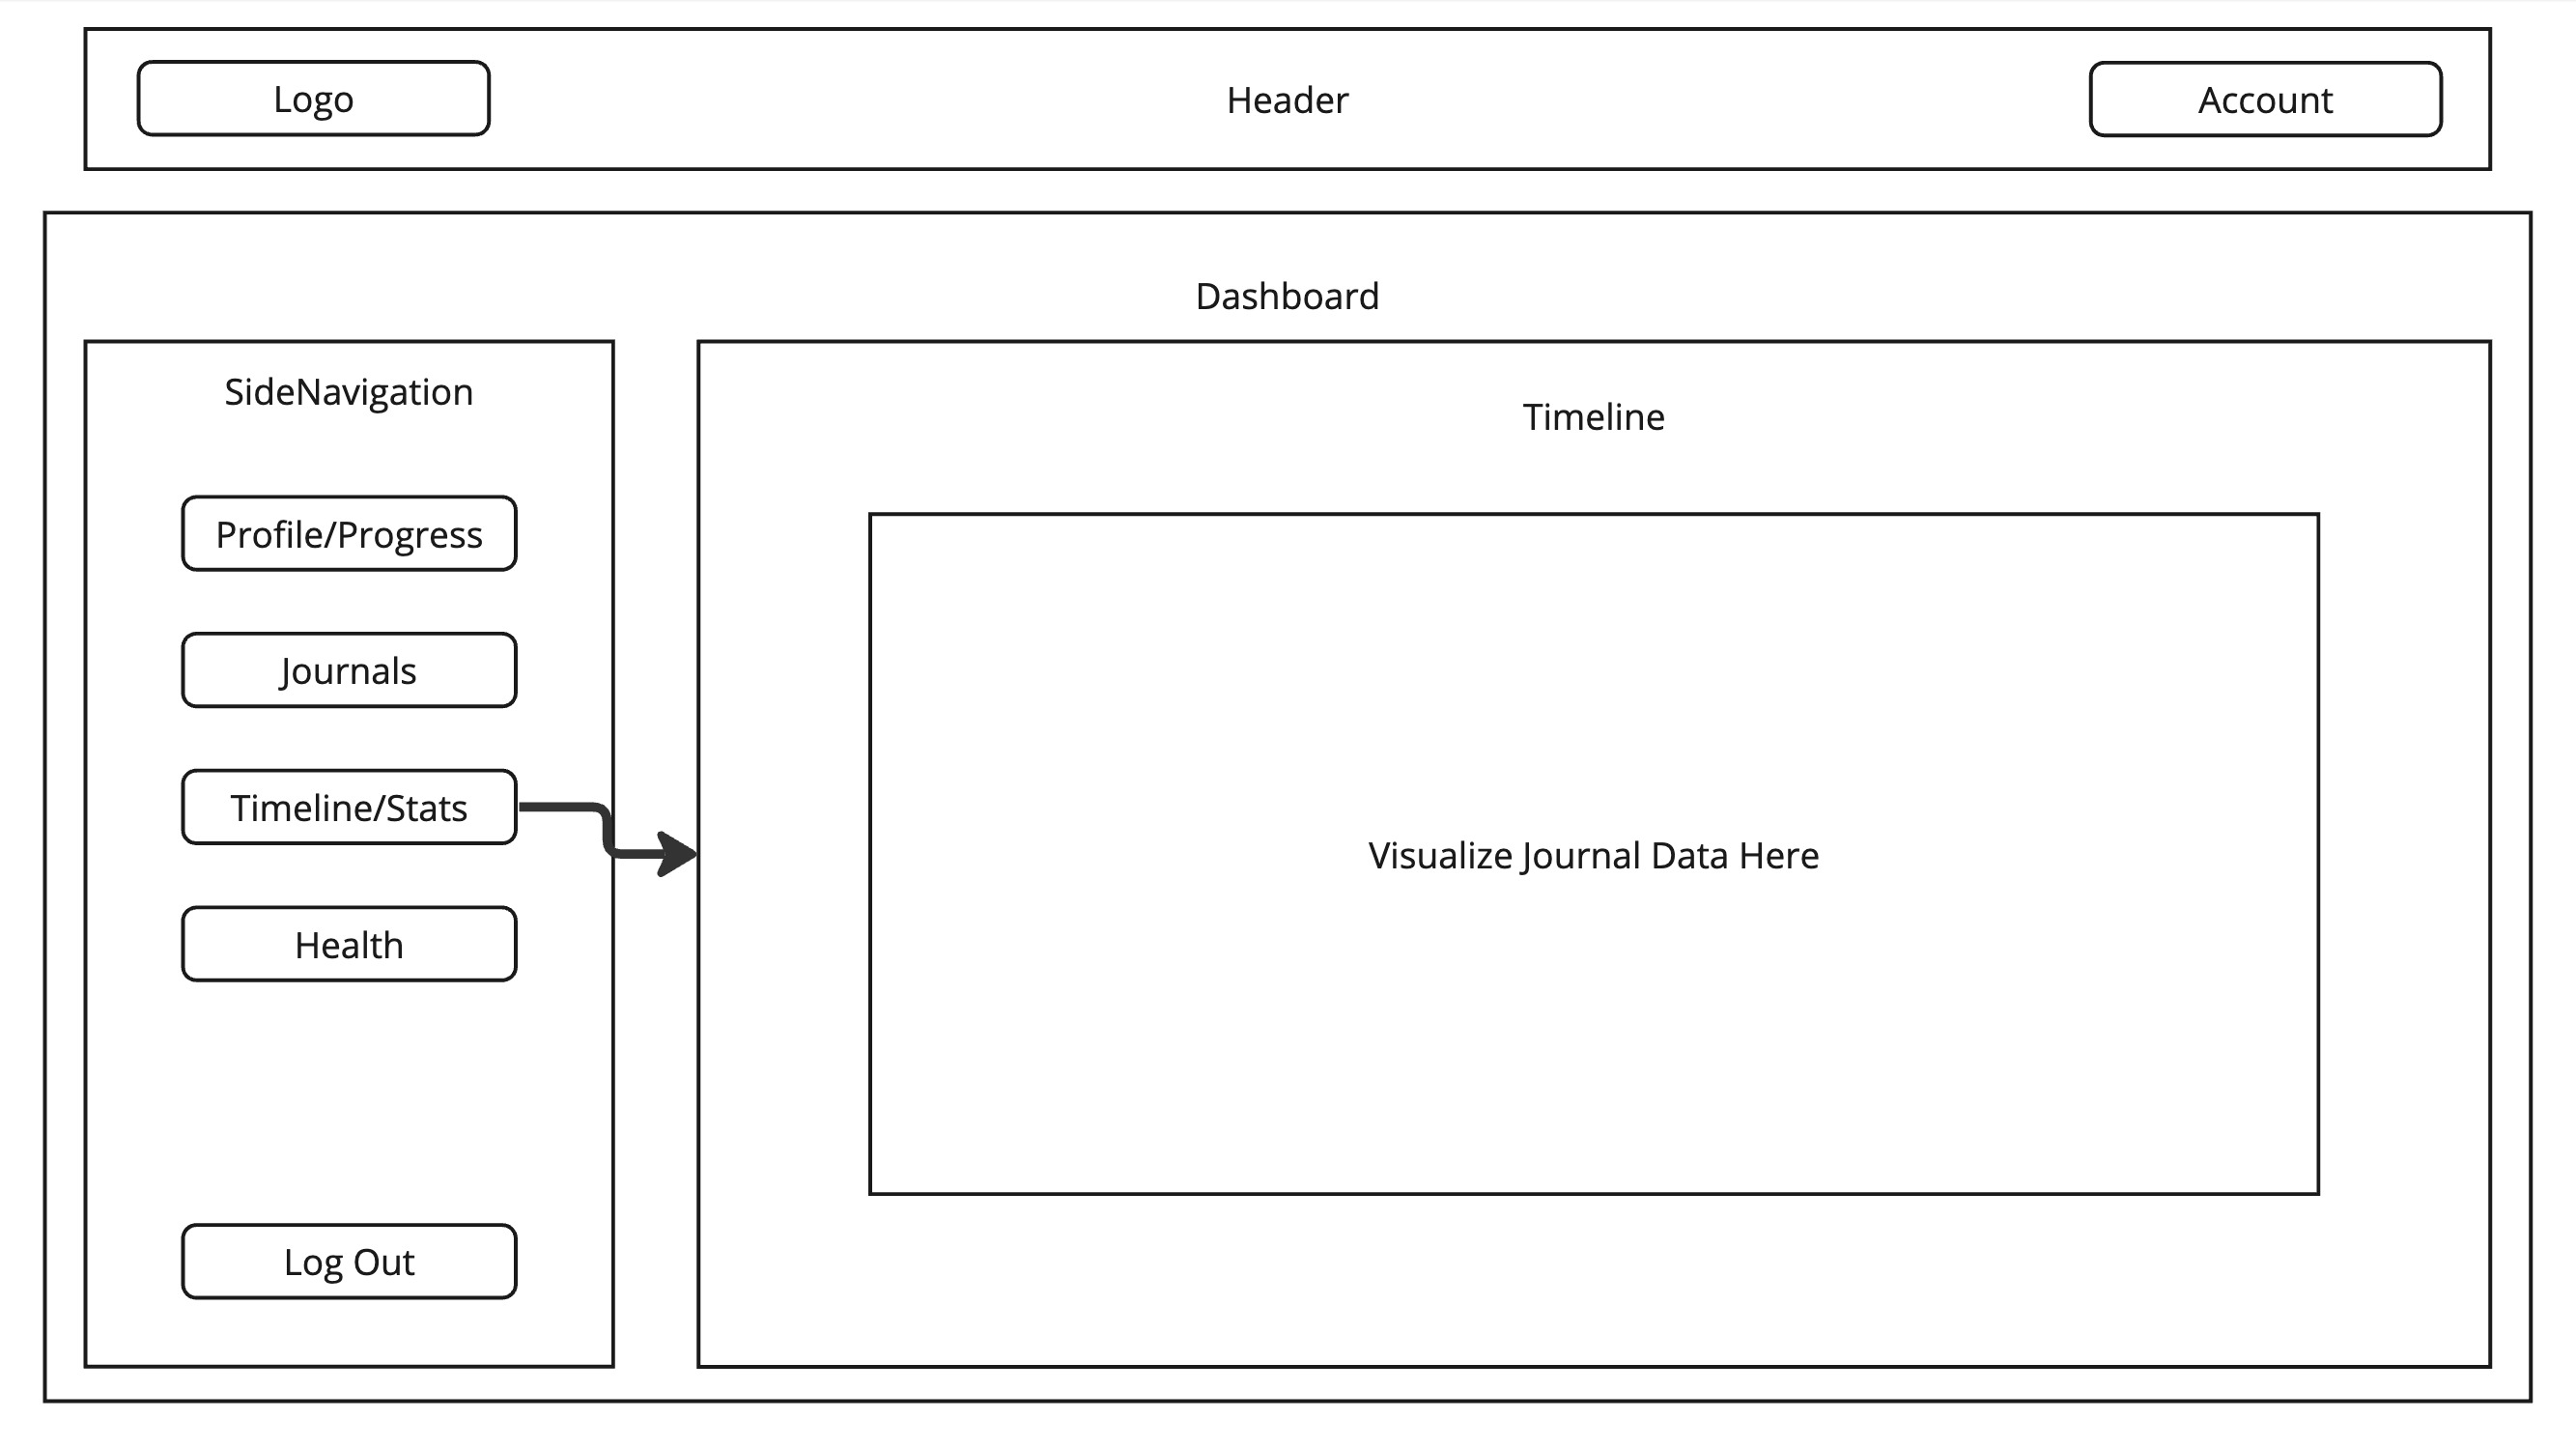 Logo
Header
Account
Dashboard
SideNavigation
Profile/Progress
Journals
Timeline/Stats
Health
Log Out
Timeline
Visualize Journal Data Here